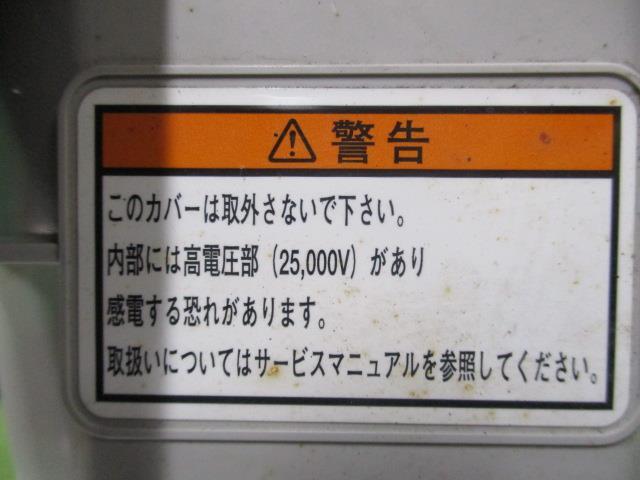 警告
このカバーは取外さないで下さい。
内部には高電圧部（25,000V）があり
感電する恐れがあります。
取扱いについてはサービスマニュアルを参照してください。